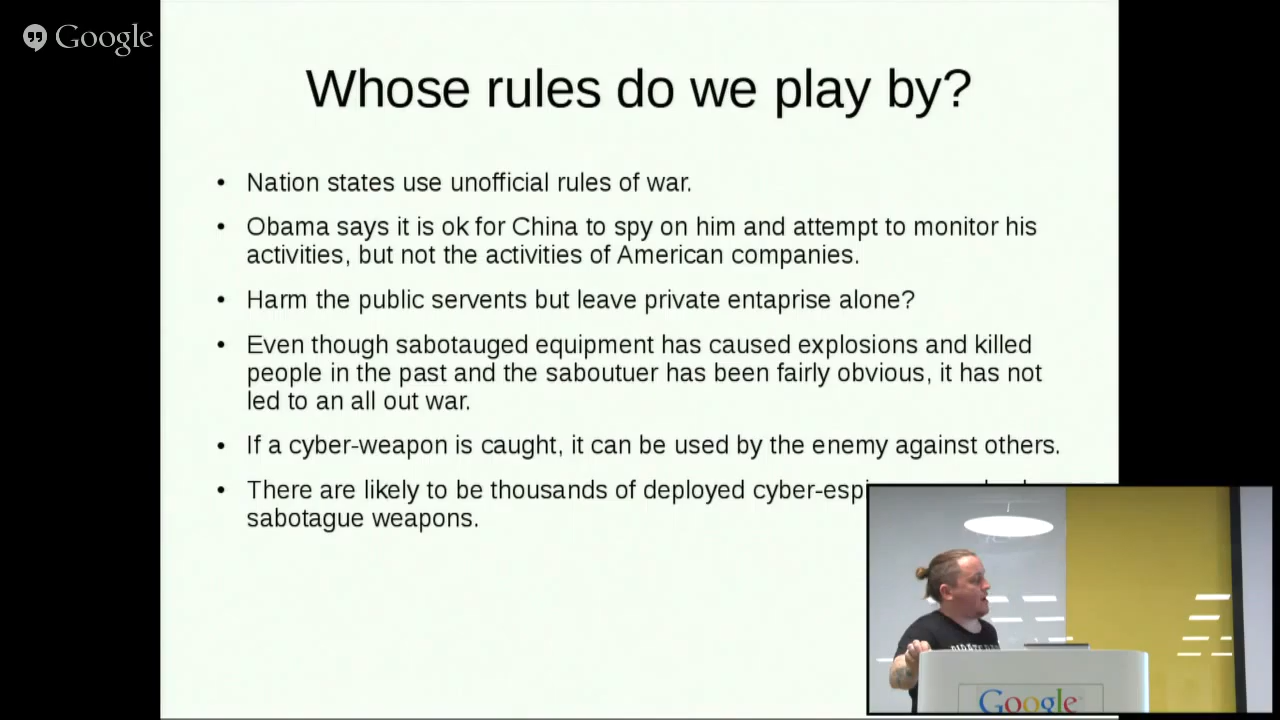 Google
Whose rules do we play by?
• Nation states use unofficial rules of war.
• Obama says it is ok for China to spy on him and attempt to monitor his
activities, but not the activities of American companies.
• Harm the public servents but leave private entaprise alone?
• Even though sabotauged equipment has caused explosions and killed
people in the past and the saboutuer has been fairly obvious, it has not
led to an all out war.
• If a cyber-weapon is caught, it can be used by the enemy against others.
• There are likely to be thousands of deployed
sabotague weapons.
Google